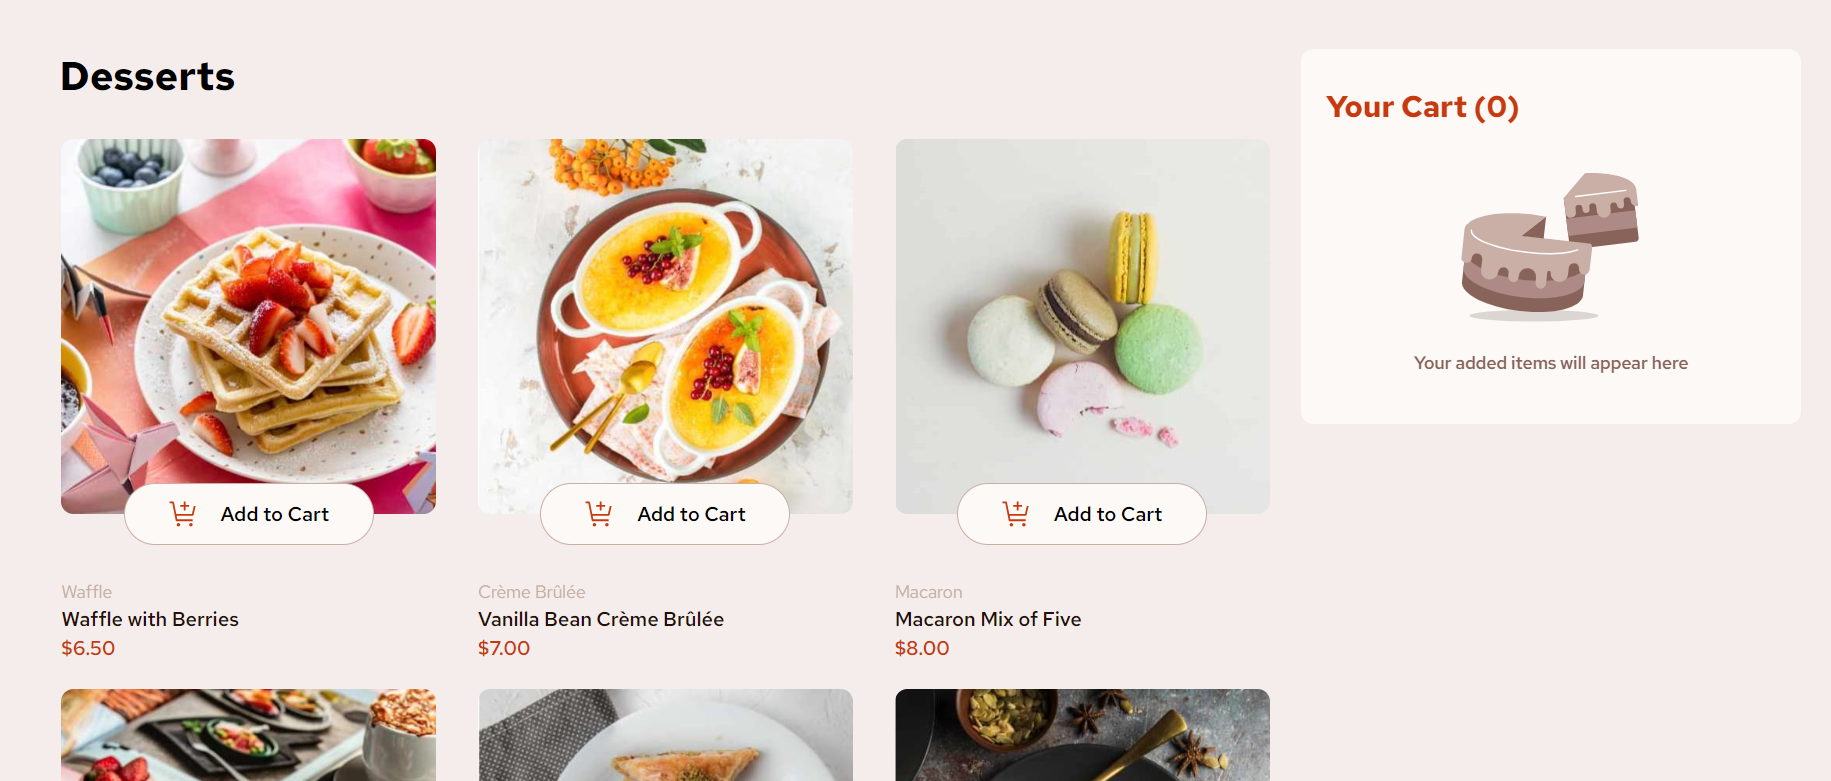 Desserts
Your Cart (0)
Your added items will appear here
Add to Cart
Add to Cart
Add to Cart
Waffle
Waffle with Berries
$6.50
Crème Brûlée
Vanilla Bean Crème Brûlée
$7.00
Macaron
Macaron Mix of Five
$8.00